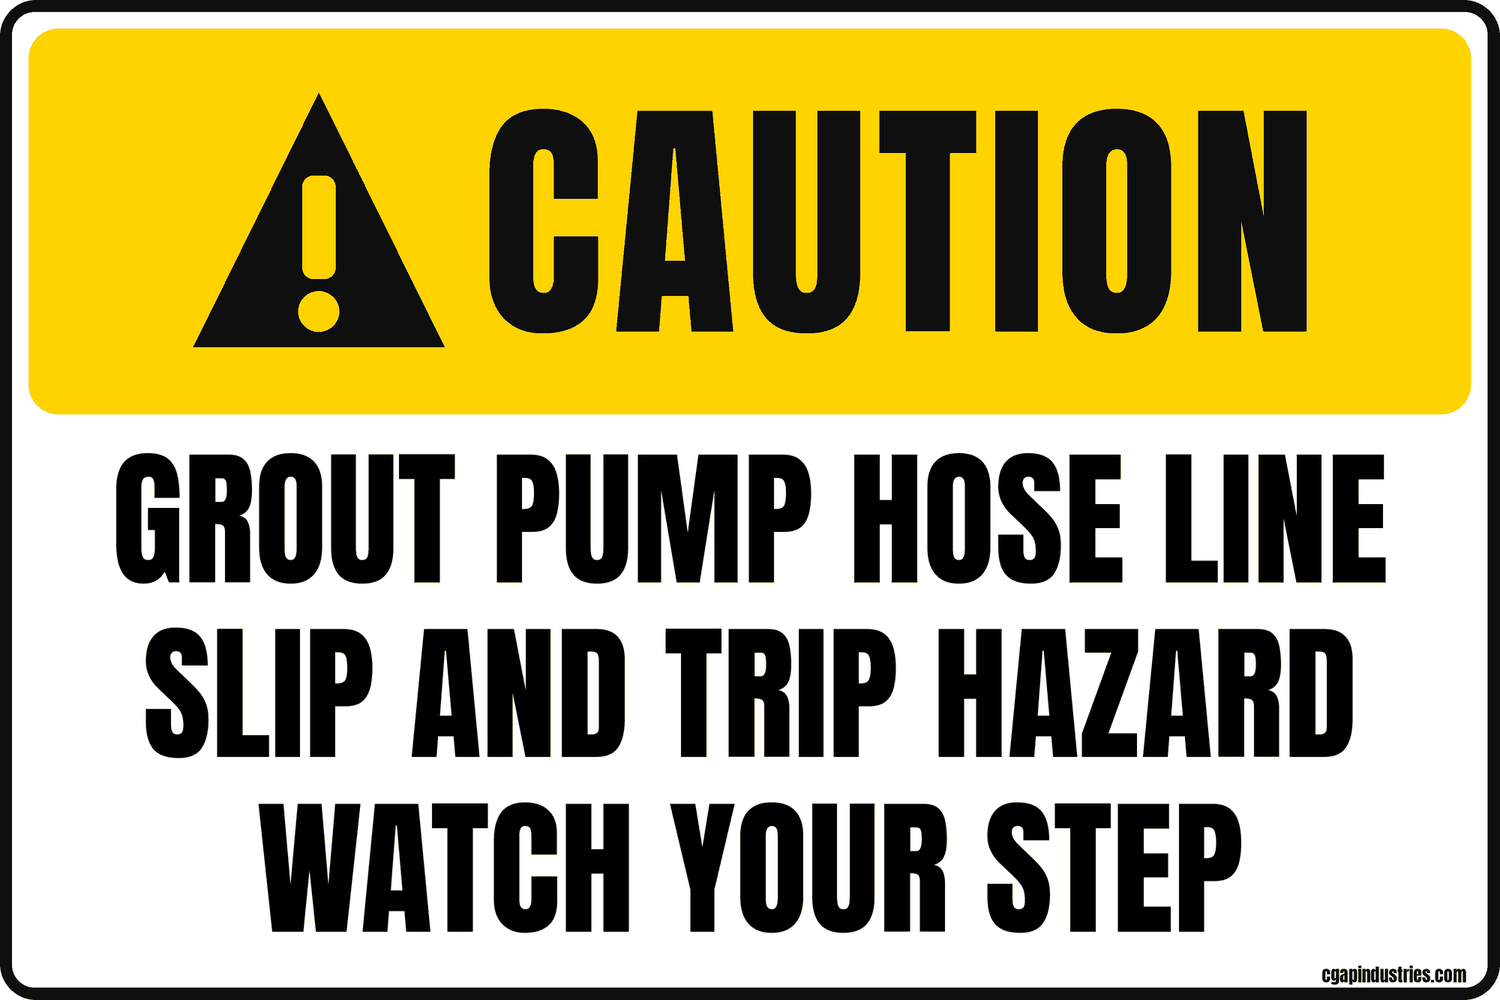 CAUTION
GROUT PUMP HOSE LINE
SLIP AND TRIP HAZARD
WATCH YOUR STEP
cgapindustries.com